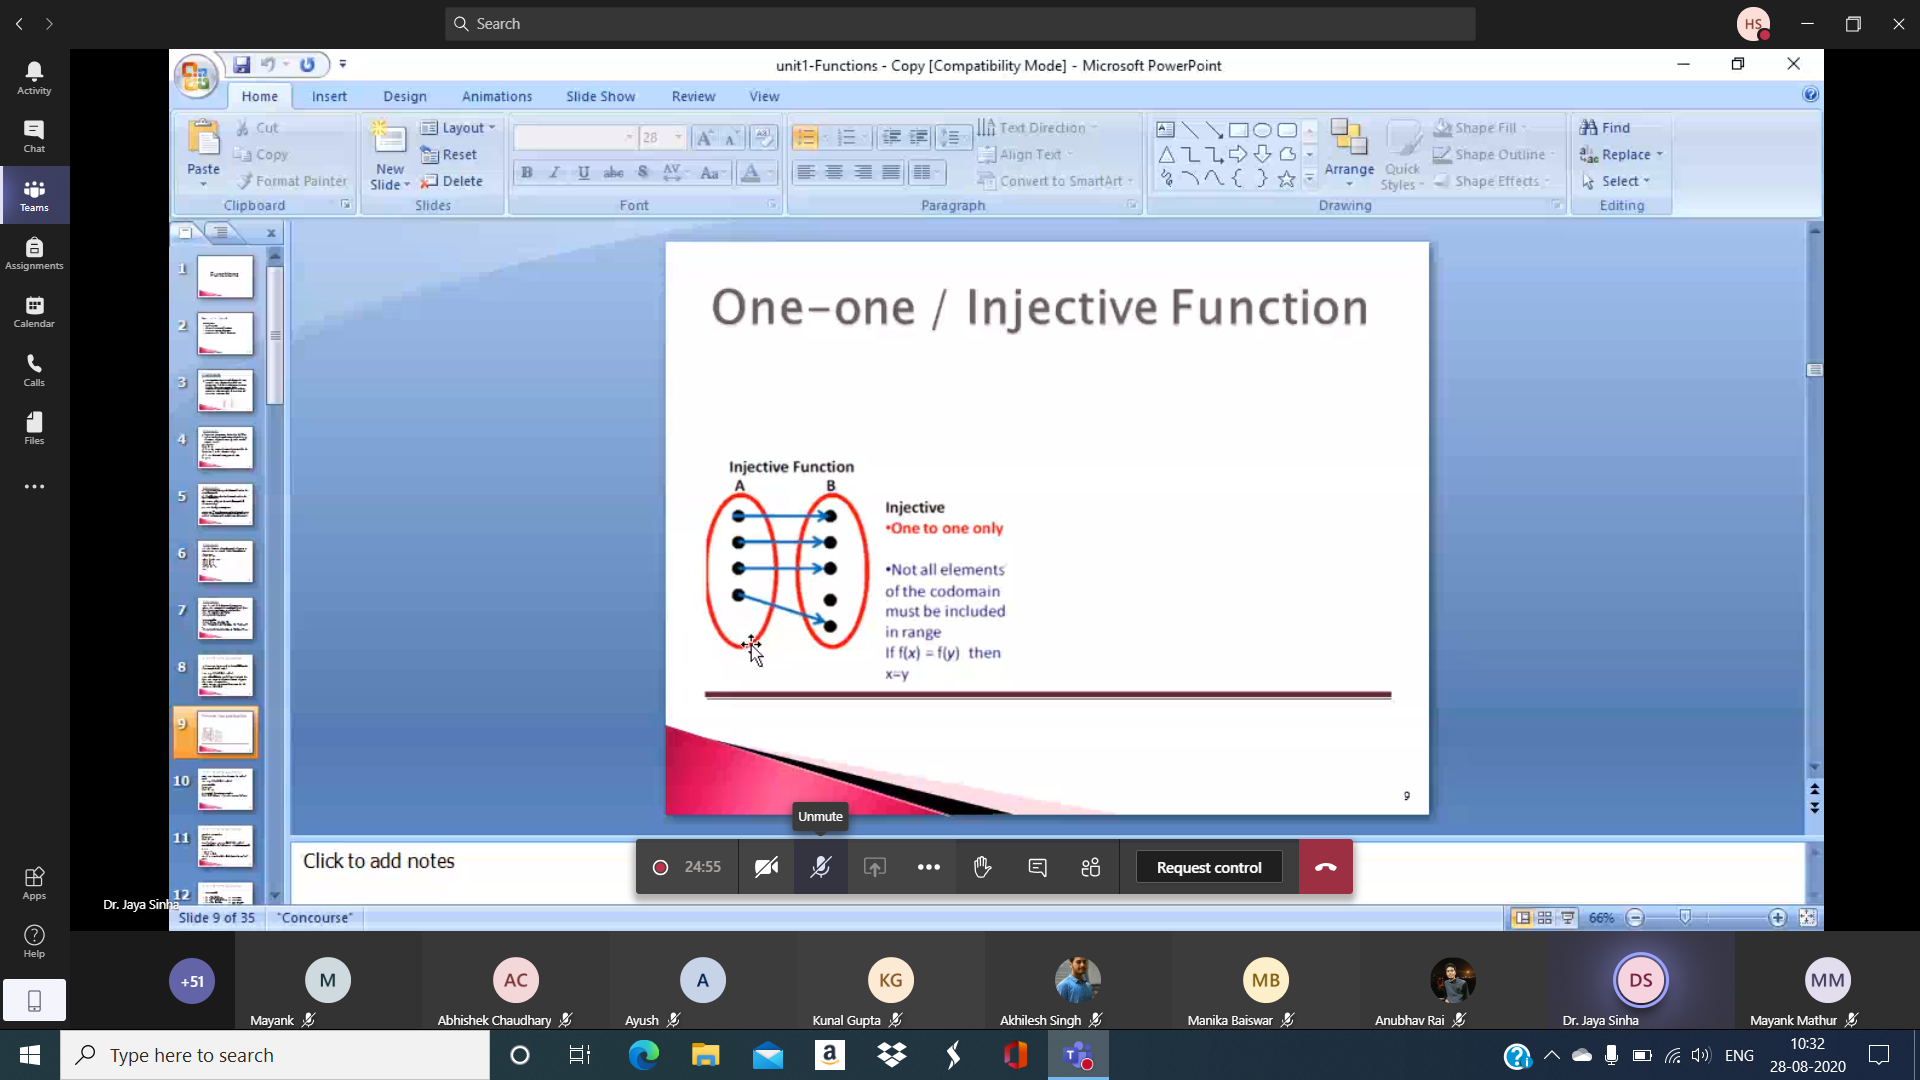 Search
HS
Activity
Chat
Teams
Assignments
Calendar
Calls
Files
Apps
Help
unit1-Functions - Copy [Compatibility Mode] - Microsoft PowerPoint
Home Insert Design Animations Slide Show Review View
Paste
Cut
Copy
Format Painter
Clipboard
New Slide
Layout
Reset
Delete
Slides
28
B I U abc S AV Aa A
Font
Text Direction
Align Text
Convert to SmartArt
Paragraph
Arrange
Quick Styles
Shape Fill
Shape Outline
Shape Effects
Drawing
Find
Replace
Select
Editing
1
Functions
2
3
4
5
6
7
8
9
10
11
12
One-one / Injective Function
Injective Function
A B
Injective
•One to one only
•Not all elements
of the codomain
must be included
in range
If f(x) = f(y) then
x=y
9
Unmute
Click to add notes
24:55
Request control
Dr. Jaya Sinha
Slide 9 of 35 "Concourse"
66%
+51
M
Mayank
AC
Abhishek Chaudhary
A
Ayush
KG
Kunal Gupta
Akhilesh Singh
MB
Manika Baiswar
Anubhav Rai
DS
Dr. Jaya Sinha
MM
Mayank Mathur
Type here to search
ENG
10:32
28-08-2020